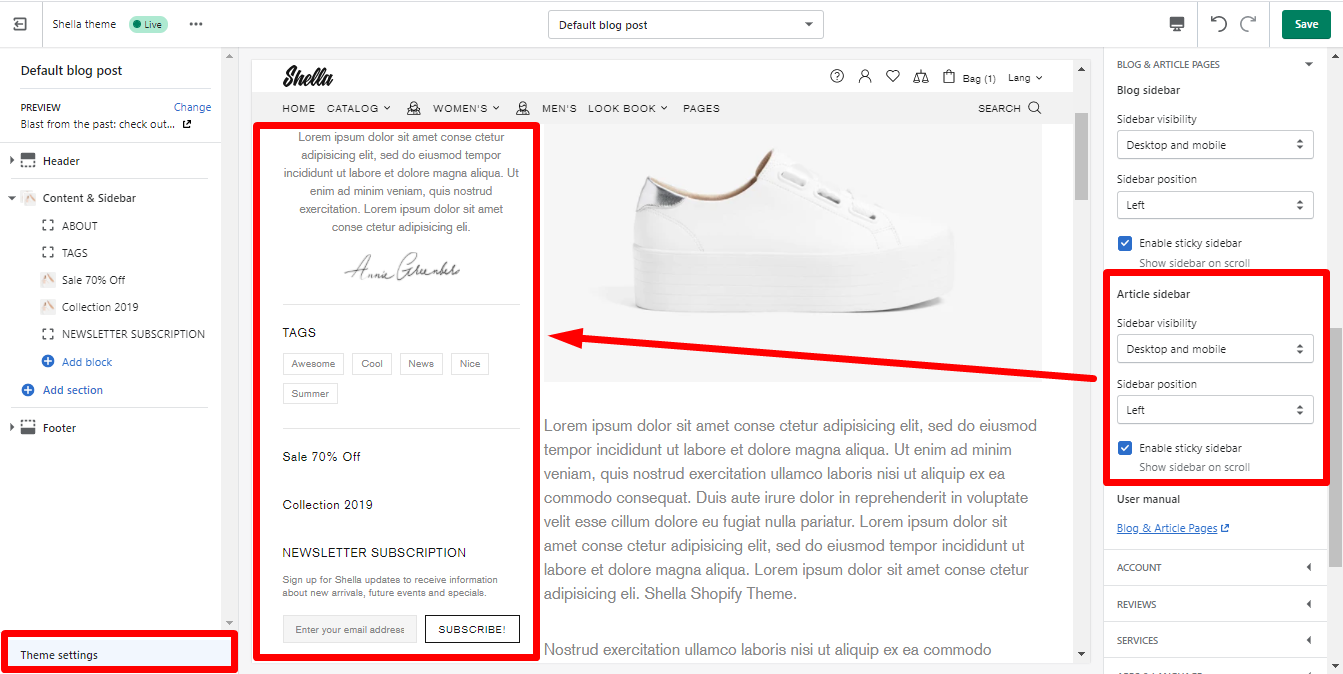 Shella theme
Live
Default blog post
Save
Default blog post
PREVIEW
Change
Blast from the past: check out...
Header
Content & Sidebar
ABOUT
TAGS
Sale 70% Off
Collection 2019
NEWSLETTER SUBSCRIPTION
Add block
Add section
Footer
Theme settings
Shella
Bag (1)
Lang
HOME
CATALOG
WOMEN'S
MEN'S
LOOK BOOK
PAGES
SEARCH
Lorem ipsum dolor sit amet conse ctetur
adipisicing elit, sed do eiusmod tempor
incididunt ut labore et dolore magna aliqua. Ut
enim ad minim veniam, quis nostrud
exercitation. Lorem ipsum dolor sit amet
conse ctetur adipisicing eli.
TAGS
Awesome
Cool
News
Nice
Summer
Sale 70% Off
Collection 2019
NEWSLETTER SUBSCRIPTION
Sign up for Shella updates to receive information
about new arrivals, future events and specials.
Enter your email address
SUBSCRIBE!
Lorem ipsum dolor sit amet conse ctetur adipisicing elit, sed do eiusmod
tempor incididunt ut labore et dolore magna aliqua. Ut enim ad minim
veniam, quis nostrud exercitation ullamco laboris nisi ut aliquip ex ea
commodo consequat. Duis aute irure dolor in reprehenderit in voluptate
velit esse cillum dolore eu fugiat nulla pariatur. Lorem ipsum dolor sit
amet conse ctetur adipisicing elit, sed do eiusmod tempor incididunt ut
labore et dolore magna aliqua. Lorem ipsum dolor sit amet conse ctetur
adipisicing eli. Shella Shopify Theme.
Nostrud exercitation ullamco laboris nisi ut aliquip ex ea commodo
BLOG & ARTICLE PAGES
Blog sidebar
Sidebar visibility
Desktop and mobile
Sidebar position
Left
Enable sticky sidebar
Show sidebar on scroll
Article sidebar
Sidebar visibility
Desktop and mobile
Sidebar position
Left
Enable sticky sidebar
Show sidebar on scroll
User manual
Blog & Article Pages
ACCOUNT
REVIEWS
SERVICES